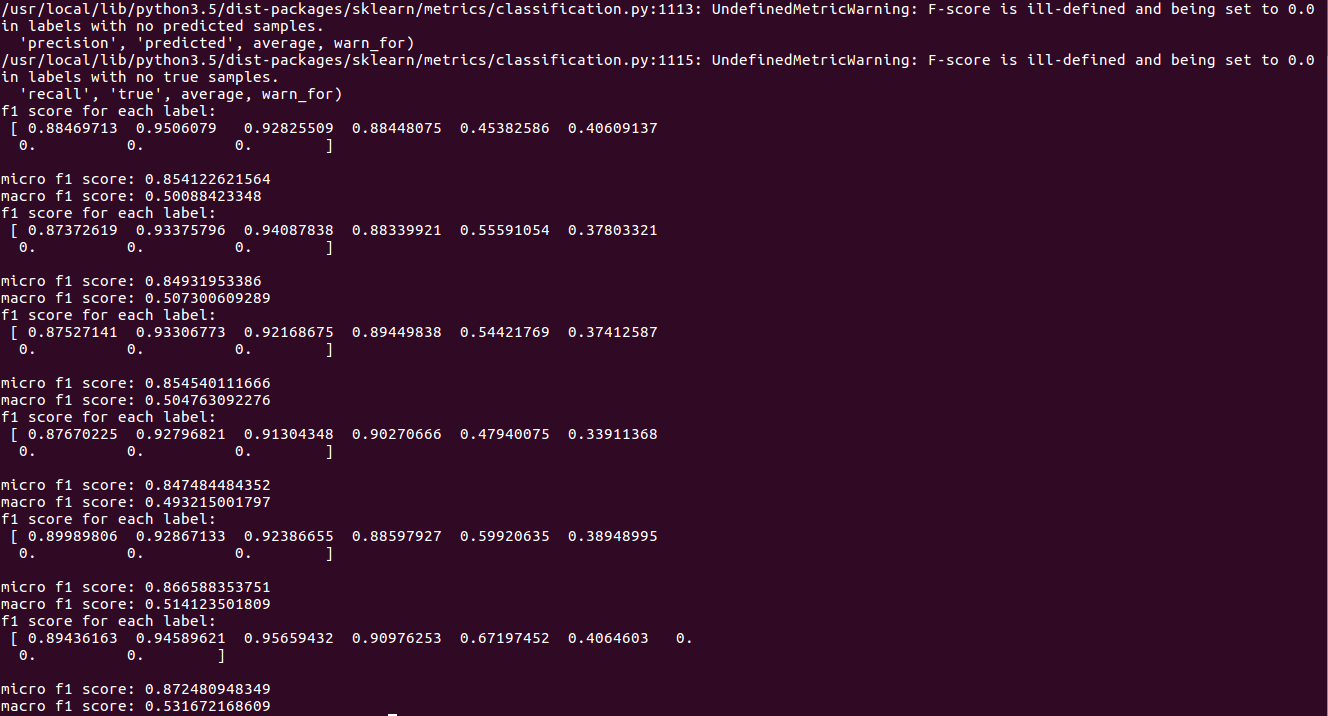 /usr/local/lib/python3.5/dist-packages/sklearn/metrics/classification.py:1113: UndefinedMetricWarning: F-score is ill-defined and being set to 0.0
in labels with no predicted samples.
  'precision', 'predicted', average, warn_for)
/usr/local/lib/python3.5/dist-packages/sklearn/metrics/classification.py:1115: UndefinedMetricWarning: F-score is ill-defined and being set to 0.0
in labels with no true samples.
  'recall', 'true', average, warn_for)
f1 score for each label:
 [ 0.88469713  0.9506079   0.92825509  0.88448075  0.45382586  0.40609137
  0.          0.          0.        ]
micro f1 score: 0.854122621564
macro f1 score: 0.50088423348
f1 score for each label:
 [ 0.87372619  0.93375796  0.94087838  0.88339921  0.55591054  0.37803321
  0.          0.          0.        ]
micro f1 score: 0.84931953386
macro f1 score: 0.507300609289
f1 score for each label:
 [ 0.87527141  0.93306773  0.92168675  0.89449838  0.54421769  0.37412587
  0.          0.          0.        ]
micro f1 score: 0.854540111666
macro f1 score: 0.504763092276
f1 score for each label:
 [ 0.87670225  0.92796821  0.91304348  0.90270666  0.47940075  0.33911368
  0.          0.          0.        ]
micro f1 score: 0.847484484352
macro f1 score: 0.493215001797
f1 score for each label:
 [ 0.89989806  0.92867133  0.92386655  0.88597927  0.59920635  0.38948995
  0.          0.          0.        ]
micro f1 score: 0.866588353751
macro f1 score: 0.514123501809
f1 score for each label:
 [ 0.89436163  0.94589621  0.95659432  0.90976253  0.67197452  0.4064603   0.
  0.          0.        ]
micro f1 score: 0.872480948349
macro f1 score: 0.531672168609